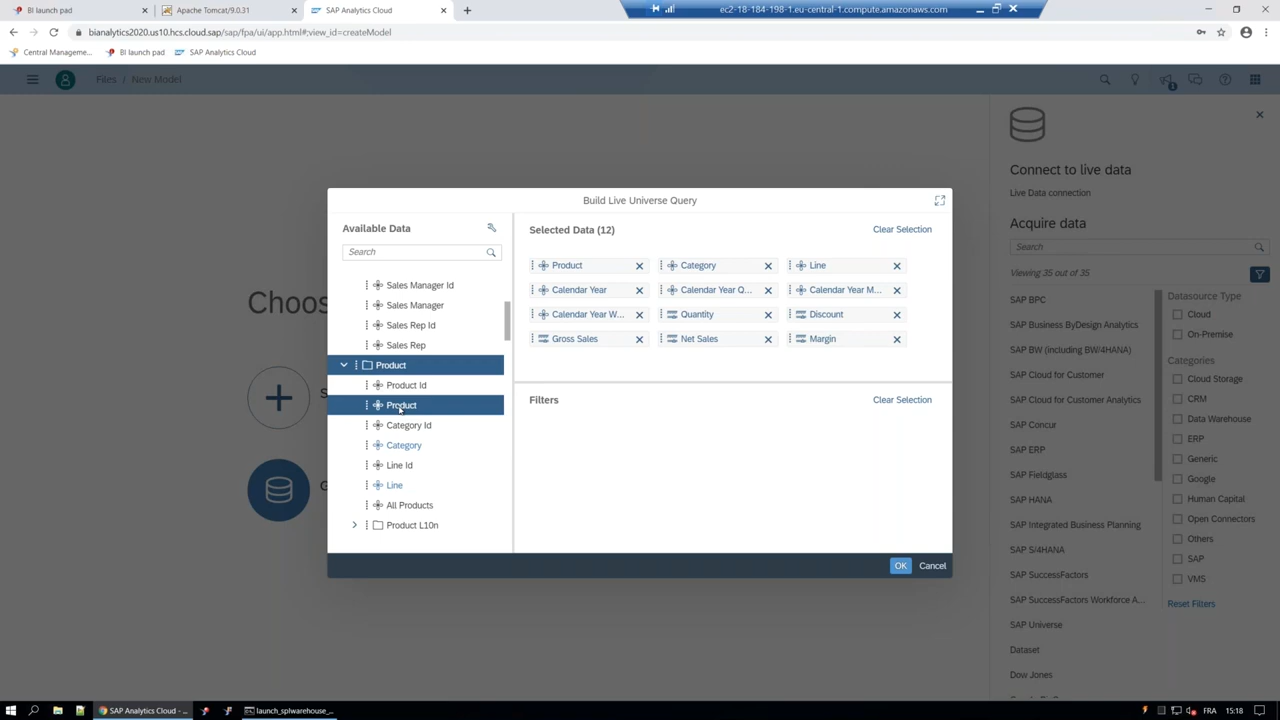 BI launch pad
Apache Tomcat/9.0.31
SAP Analytics Cloud
ec2-18-184-198-1.eu-central-1.compute.amazonaws.com
bianalytics2020.us10.hcs.cloud.sap/sap/fpa/ui/app.html#;view_id=createModel
Central Manageme...
BI launch pad
SAP Analytics Cloud
Files / New Model
1
Choos
Build Live Universe Query
Available Data
Search
Sales Manager Id
Sales Manager
Sales Rep Id
Sales Rep
Product
Product Id
Product
Category Id
Category
Line Id
Line
All Products
Product L10n
Selected Data (12)
Clear Selection
Product
Category
Line
Calendar Year
Calendar Year Q...
Calendar Year M...
Calendar Year W...
Quantity
Discount
Gross Sales
Net Sales
Margin
Filters
Clear Selection
OK
Cancel
Connect to live data
Live Data connection
Acquire data
Search
Viewing 35 out of 35
SAP BPC
SAP Business ByDesign Analytics
SAP BW (including BW/4HANA)
SAP Cloud for Customer
SAP Cloud for Customer Analytics
SAP Concur
SAP ERP
SAP Fieldglass
SAP HANA
SAP Integrated Business Planning
SAP S/4HANA
SAP SuccessFactors
SAP SuccessFactors Workforce A...
SAP Universe
Dataset
Dow Jones
Datasource Type
Cloud
On-Premise
Categories
Cloud Storage
CRM
Data Warehouse
ERP
Generic
Google
Human Capital
Open Connectors
Others
SAP
VMS
Reset Filters
SAP Analytics Cloud - ...
launch_splwarehouse_...
FRA
15:18